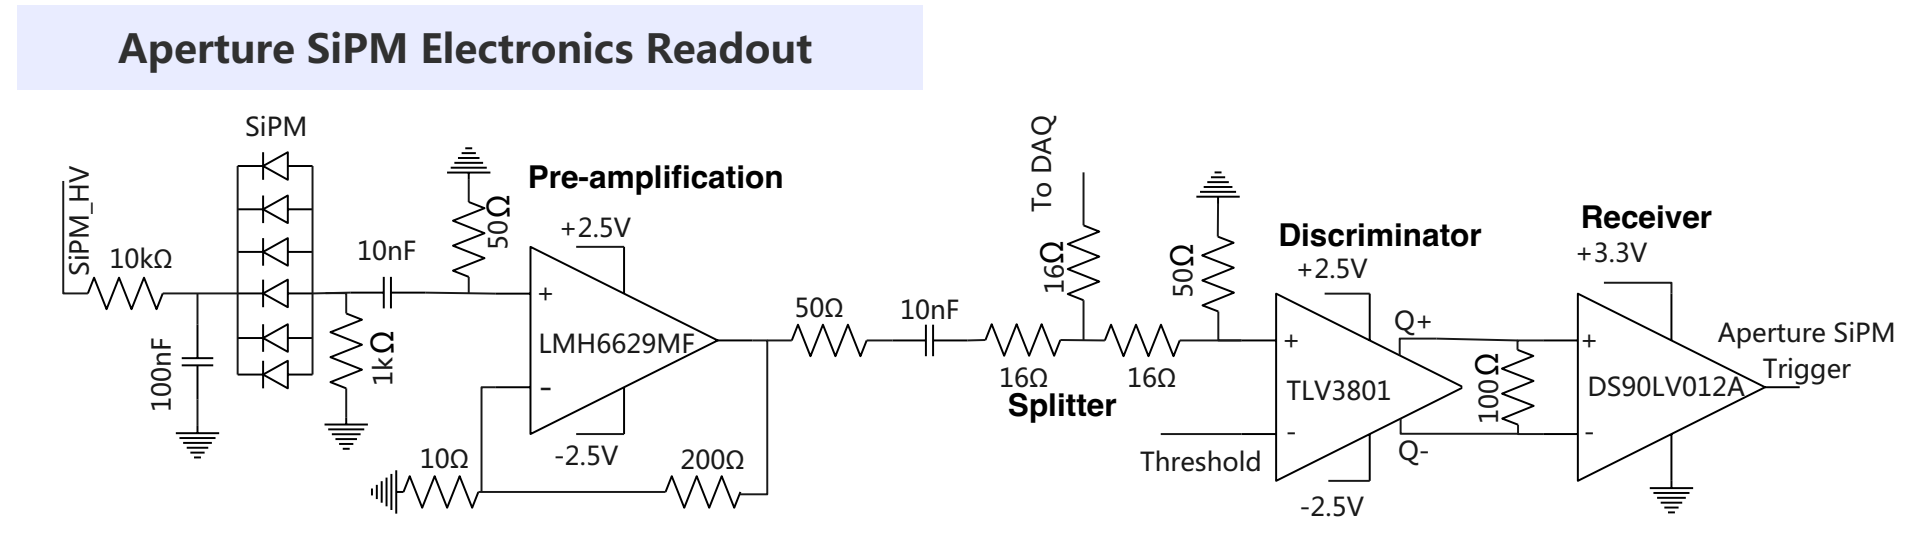 Aperture SiPM Electronics Readout
SiPM_HV
10kΩ
100nF
SiPM
10nF
1kΩ
50Ω
Pre-amplification
+2.5V
+
LMH6629MF
-
-2.5V
10Ω
200Ω
50Ω
10nF
16Ω
Splitter
To DAQ
16Ω
16Ω
50Ω
Discriminator
+2.5V
+
TLV3801
-
Threshold
-2.5V
Q+
Q-
100Ω
Receiver
+3.3V
+
DS90LV012A
-
Aperture SiPM
Trigger